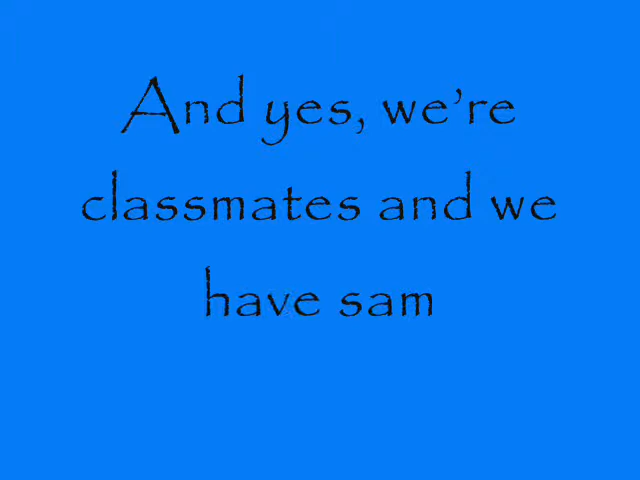 And yes, we're
classmates and we
have sam